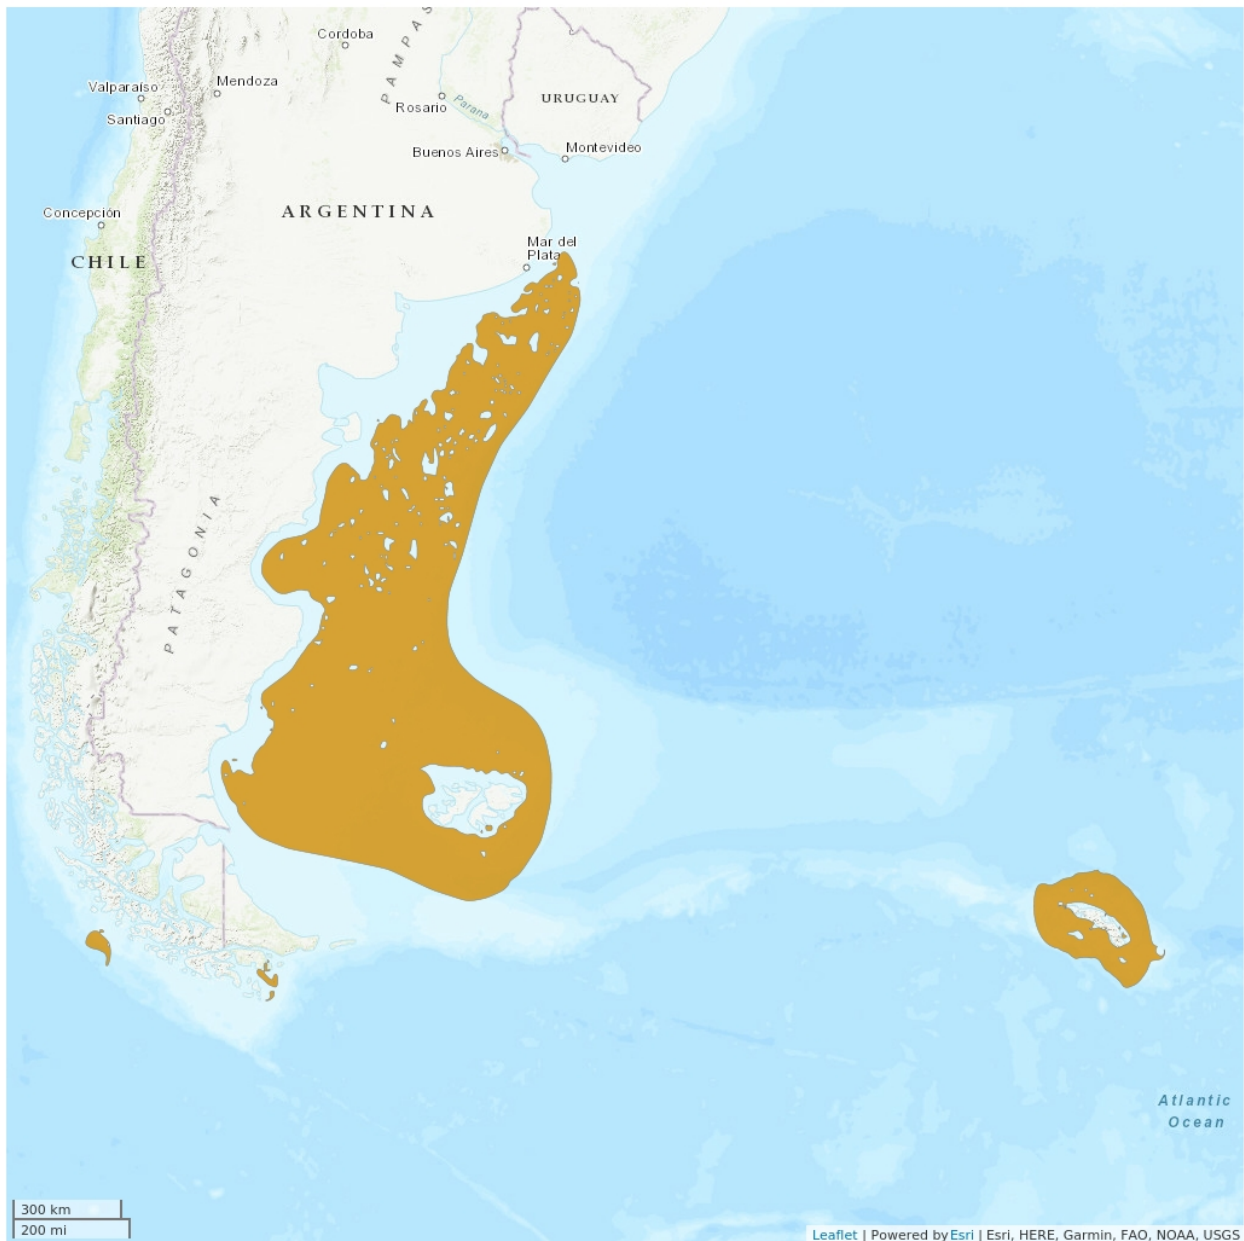 Cordoba
PAMPAS
Mendoza
Valparaíso
Santiago
Rosario
Parana
URUGUAY
Buenos Aires
Montevideo
ARGENTINA
Concepción
Mar del
Plata
CHILE
PATAGONIA
Atlantic
Ocean
300 km
200 mi
Leaflet | Powered by Esri | Esri, HERE, Garmin, FAO, NOAA, USGS